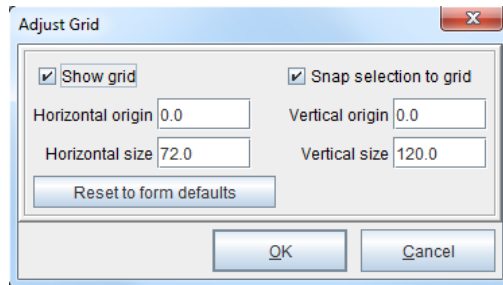 Adjust Grid
Show grid Snap selection to grid
Horizontal origin 0.0 Vertical origin 0.0
Horizontal size 72.0 Vertical size 120.0
Reset to form defaults
OK Cancel